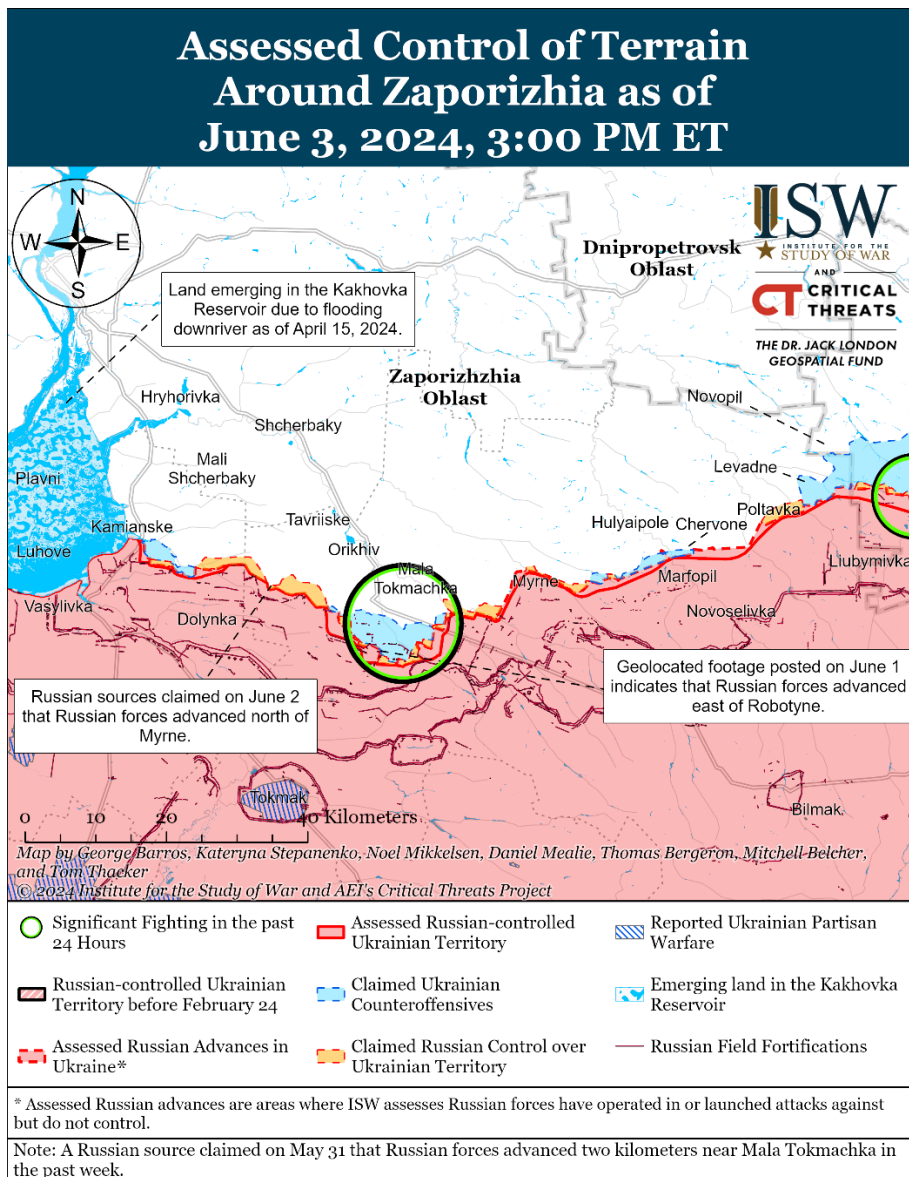 Assessed Control of Terrain
Around Zaporizhia as of
June 3, 2024, 3:00 PM ET
N
W
E
S
ISW
INSTITUTE FOR THE
STUDY OF WAR
AND
CT CRITICAL
THREATS
THE DR. JACK LONDON
GEOSPATIAL FUND
Dnipropetrovsk
Oblast
Land emerging in the Kakhovka
Reservoir due to flooding
downriver as of April 15, 2024.
Zaporizhzhia
Oblast
Hryhorivka
Novopil
Shcherbaky
Mali
Shcherbaky
Levadne
Plavni
Poltavka
Tavriiske
Hulyaipole
Chervone
Kamianske
Orikhiv
Luhove
Mala
Tokmachka
Myrne
Marfopil
Liubymivka
Vasylivka
Dolynka
Novoselivka
Geolocated footage posted on June 1
indicates that Russian forces advanced
east of Robotyne.
Russian sources claimed on June 2
that Russian forces advanced north of
Myrne.
Tokmak
Bilmak
0 10 20 40 Kilometers
Map by George Barros, Kateryna Stepanenko, Noel Mikkelsen, Daniel Mealie, Thomas Bergeron, Mitchell Belcher,
and Tom Thacker
© 2024 Institute for the Study of War and AEI's Critical Threats Project
Significant Fighting in the past
24 Hours
Russian-controlled Ukrainian
Territory before February 24
Assessed Russian Advances in
Ukraine*
Assessed Russian-controlled
Ukrainian Territory
Claimed Ukrainian
Counteroffensives
Claimed Russian Control over
Ukrainian Territory
Reported Ukrainian Partisan
Warfare
Emerging land in the Kakhovka
Reservoir
Russian Field Fortifications
* Assessed Russian advances are areas where ISW assesses Russian forces have operated in or launched attacks against
but do not control.
Note: A Russian source claimed on May 31 that Russian forces advanced two kilometers near Mala Tokmachka in
the past week.